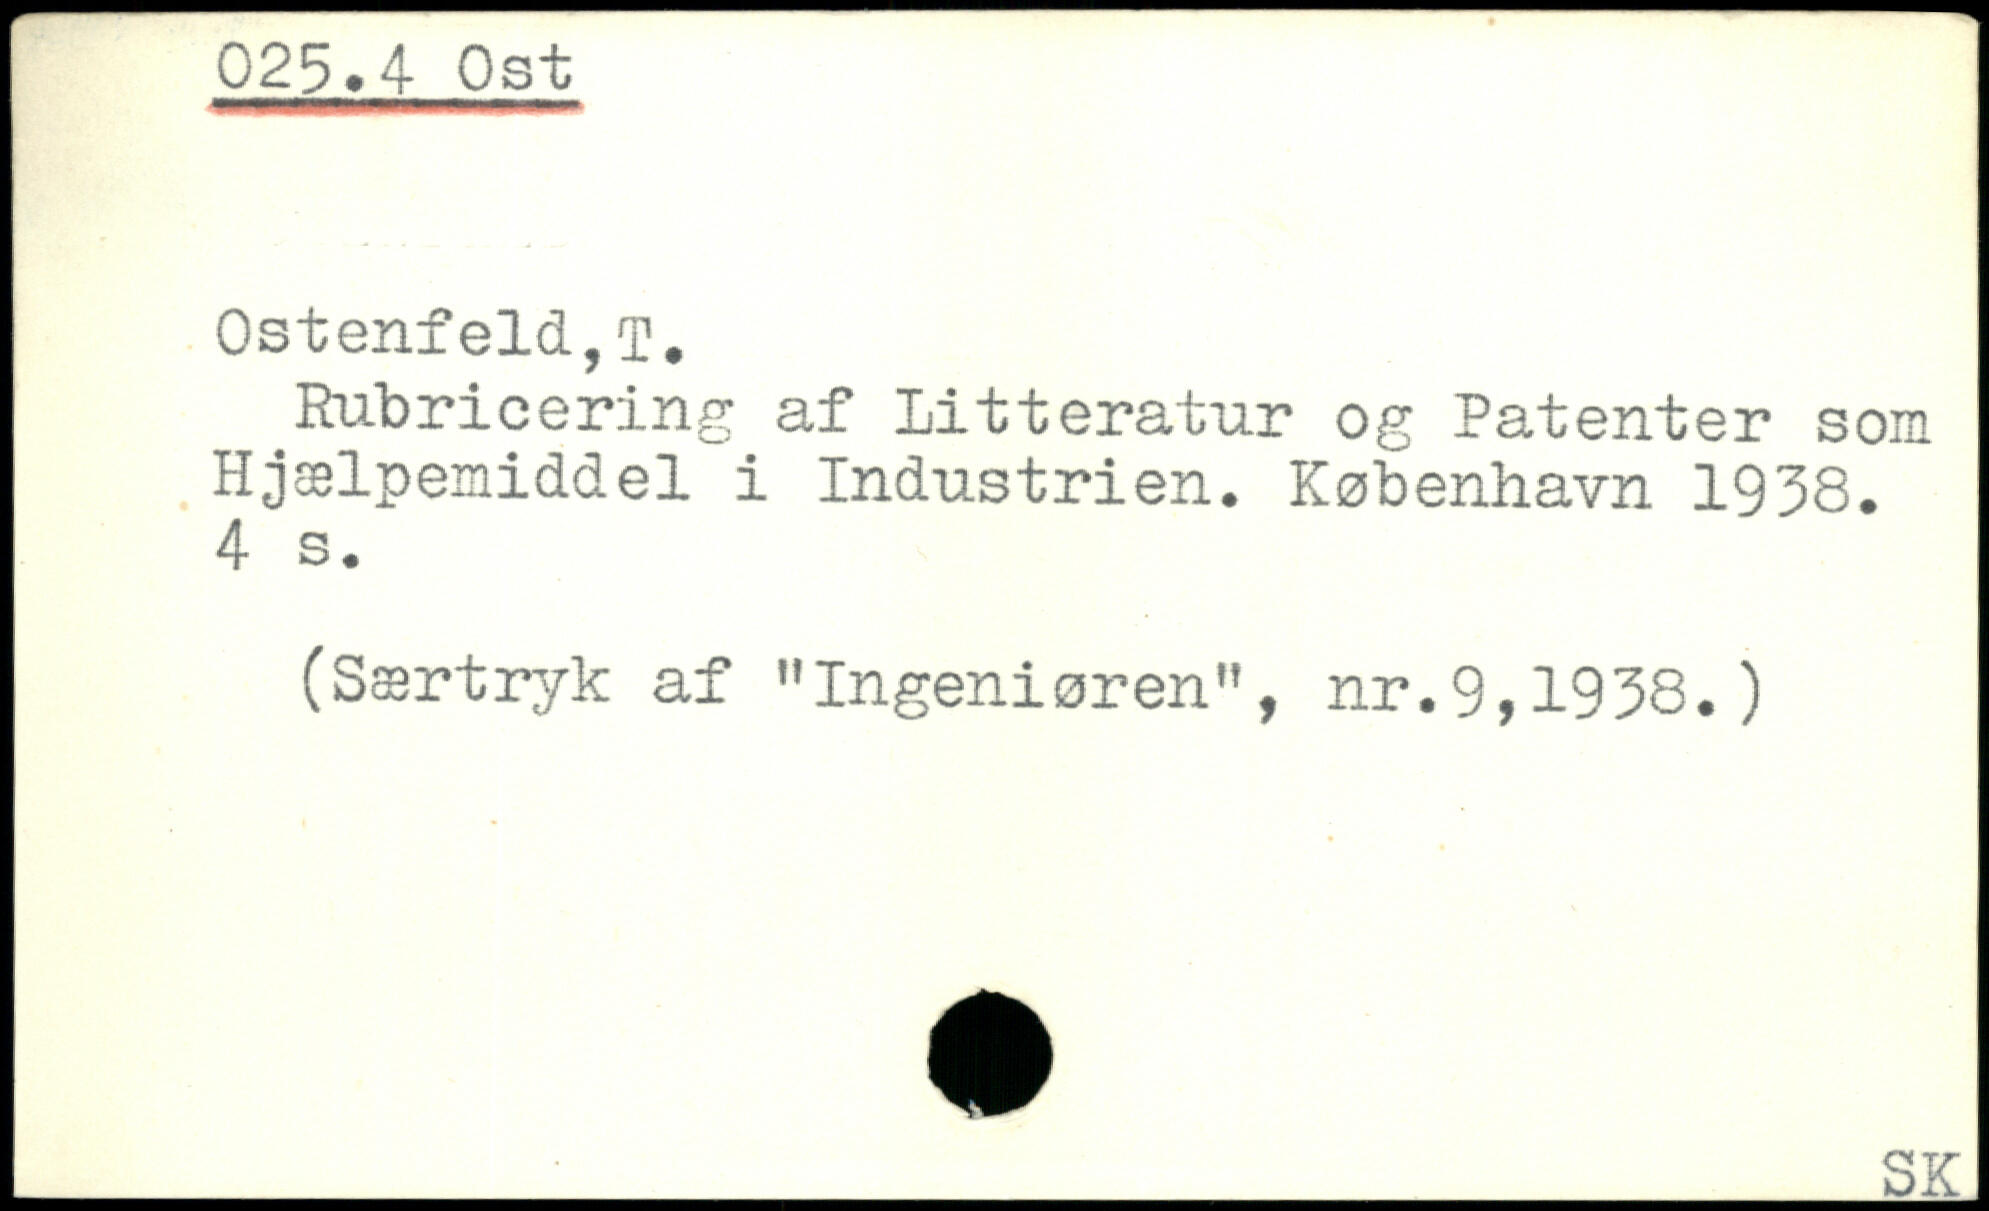 025.4 Ost
Ostenfeld,T.
Rubricering af Litteratur og Patenter som
Hjælpemiddel i Industrien. København 1938.
4 s.
(Særtryk af "Ingeniøren", nr.9,1938.)
SK